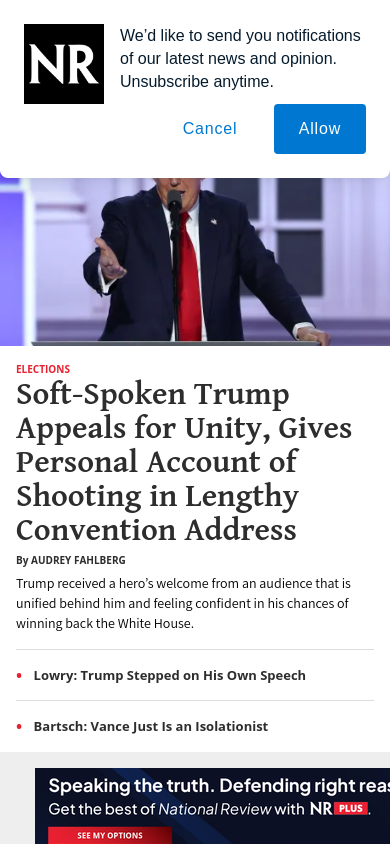 NR
We’d like to send you notifications
of our latest news and opinion.
Unsubscribe anytime.
Cancel
Allow
ELECTIONS
Soft-Spoken Trump
Appeals for Unity, Gives
Personal Account of
Shooting in Lengthy
Convention Address
By AUDREY FAHLBERG
Trump received a hero’s welcome from an audience that is
unified behind him and feeling confident in his chances of
winning back the White House.
Lowry: Trump Stepped on His Own Speech
Bartsch: Vance Just Is an Isolationist
Speaking the truth. Defending right reas
Get the best of National Review with NR PLUS.
SEE MY OPTIONS